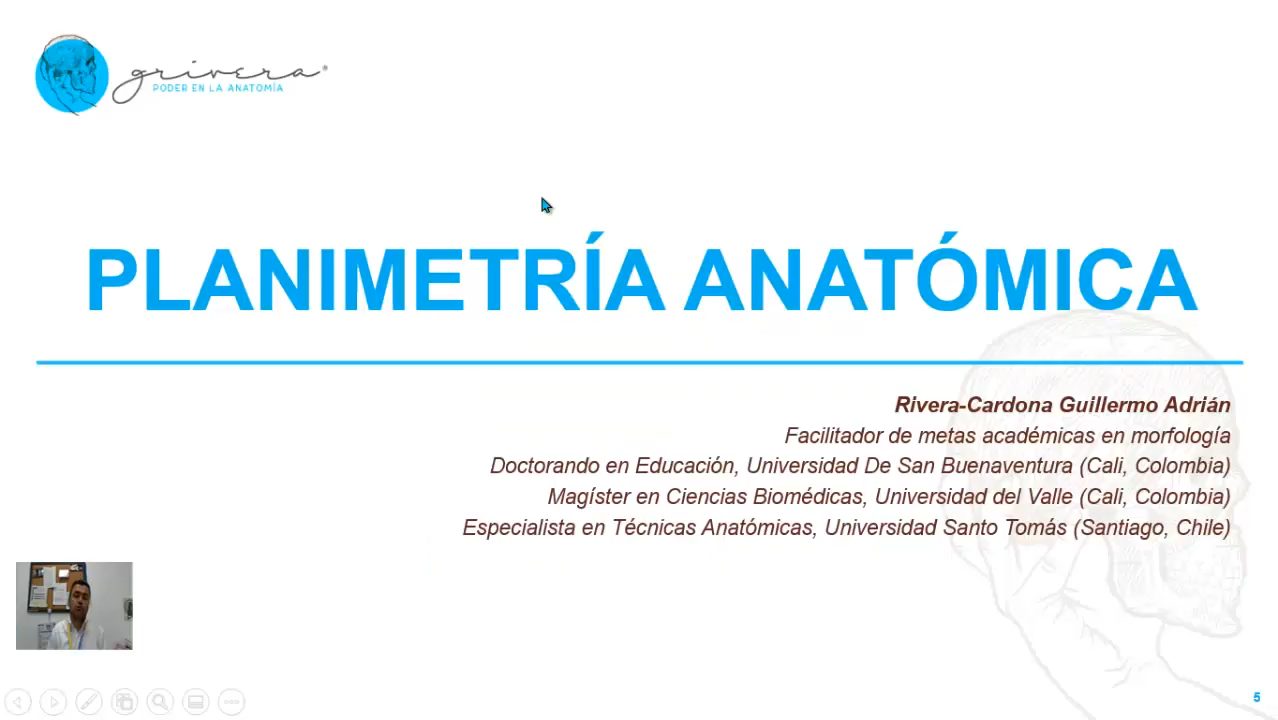 grivera®
PODER EN LA ANATOMÍA
PLANIMETRÍA ANATÓMICA
Rivera-Cardona Guillermo Adrián
Facilitador de metas académicas en morfología
Doctorando en Educación, Universidad De San Buenaventura (Cali, Colombia)
Magíster en Ciencias Biomédicas, Universidad del Valle (Cali, Colombia)
Especialista en Técnicas Anatómicas, Universidad Santo Tomás (Santiago, Chile)
5